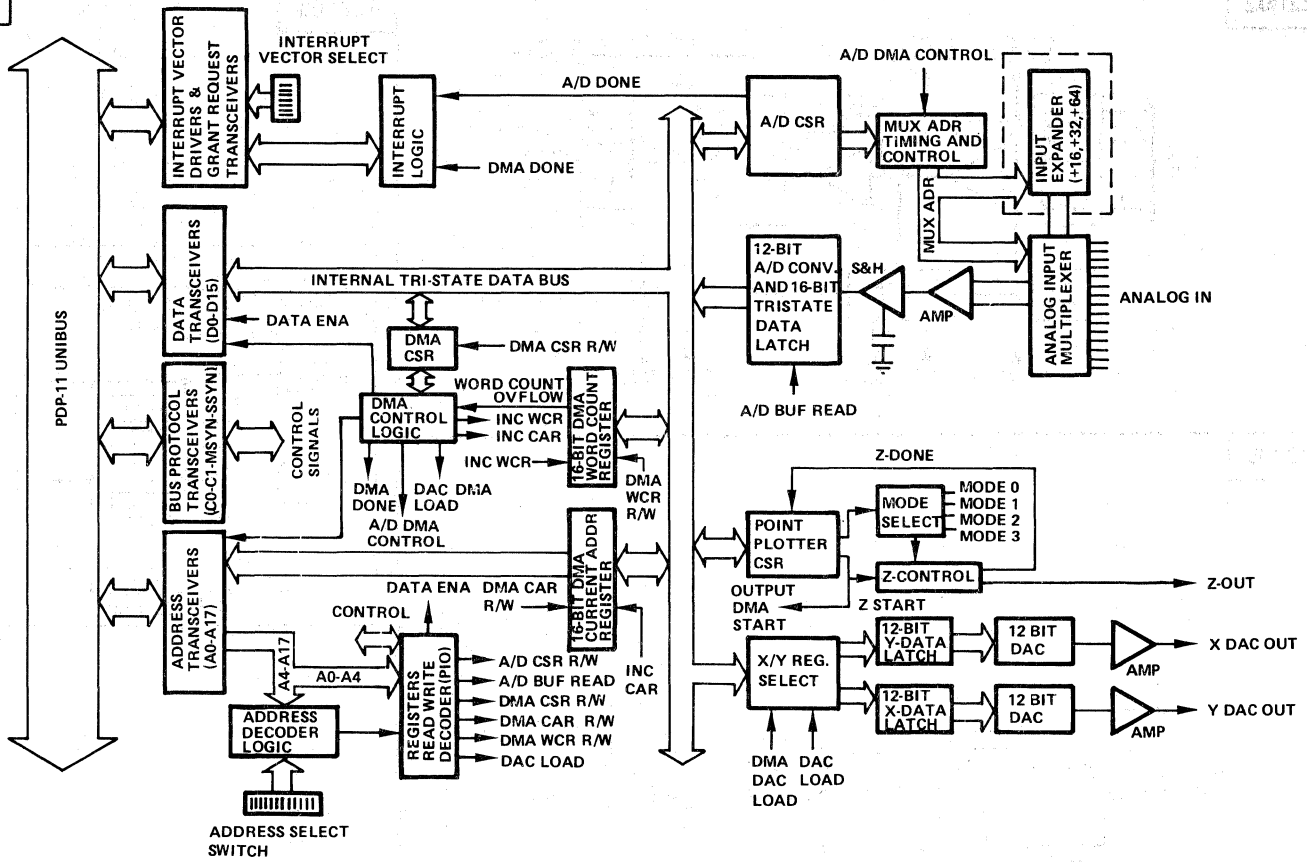 INTERRUPT
VECTOR SELECT
INTERRUPT VECTOR
DRIVERS &
GRANT REQUEST
TRANSCEIVERS
INTERRUPT
LOGIC
A/D DONE
DMA DONE
A/D CSR
A/D DMA CONTROL
MUX ADR
TIMING AND
CONTROL
MUX ADR
INPUT
EXPANDER
(+16,+32,+64)
PDP-11 UNIBUS
DATA
TRANSCEIVERS
(D0-D15)
INTERNAL TRI-STATE DATA BUS
DATA ENA
DMA
CSR
DMA CSR R/W
12-BIT
A/D CONV.
AND 16-BIT
TRISTATE
DATA
LATCH
S&H
AMP
ANALOG INPUT
MULTIPLEXER
ANALOG IN
A/D BUF READ
BUS PROTOCOL
TRANSCEIVERS
(C0-C1-MSYN-SSYN)
CONTROL
SIGNALS
DMA
CONTROL
LOGIC
WORD COUNT
OVFLOW
INC WCR
INC CAR
INC WCR
16-BIT DMA
WORD COUNT
REGISTER
DMA
DONE
DAC DMA
LOAD
A/D DMA
CONTROL
DMA
WCR
R/W
ADDRESS
TRANSCEIVERS
(A0-A17)
16-BIT DMA
CURRENT ADDR
REGISTER
DATA ENA
DMA CAR
R/W
CONTROL
INC
CAR
A4-A17
A0-A4
ADDRESS
DECODER
LOGIC
REGISTERS
READ WRITE
DECODER(PIO)
A/D CSR R/W
A/D BUF READ
DMA CSR R/W
DMA CAR R/W
DMA WCR R/W
DAC LOAD
ADDRESS SELECT
SWITCH
Z-DONE
POINT
PLOTTER
CSR
MODE
SELECT
MODE 0
MODE 1
MODE 2
MODE 3
Z-CONTROL
Z-OUT
OUTPUT
DMA
START
Z START
X/Y REG.
SELECT
12-BIT
Y-DATA
LATCH
12 BIT
DAC
AMP
X DAC OUT
12-BIT
X-DATA
LATCH
12 BIT
DAC
AMP
Y DAC OUT
DMA
DAC
LOAD
DAC
LOAD